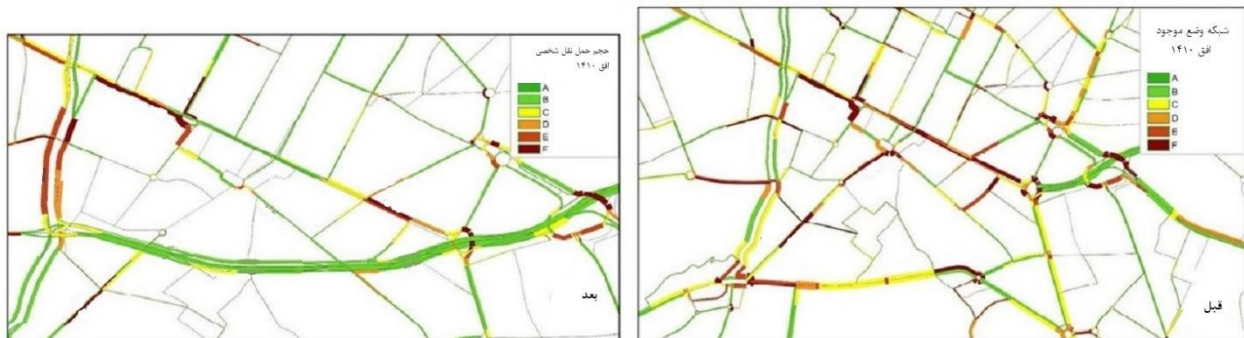 حجم حمل نقل شخصی
افق ۱۴۱۰
A
B
C
D
E
F
بعد
شبکه وضع موجود
افق ۱۴۱۰
A
B
C
D
E
F
قبل